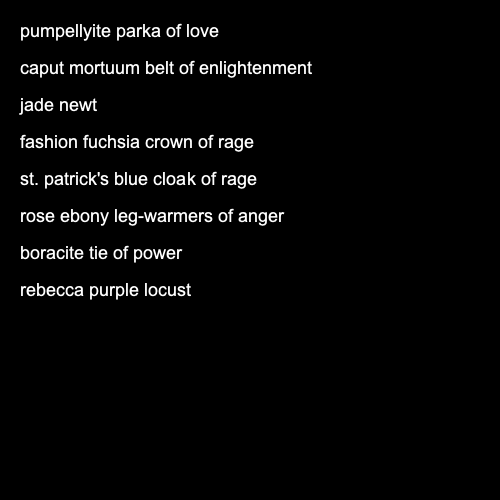 pumpellyite parka of love
caput mortuum belt of enlightenment
jade newt
fashion fuchsia crown of rage
st. patrick's blue cloak of rage
rose ebony leg-warmers of anger
boracite tie of power
rebecca purple locust